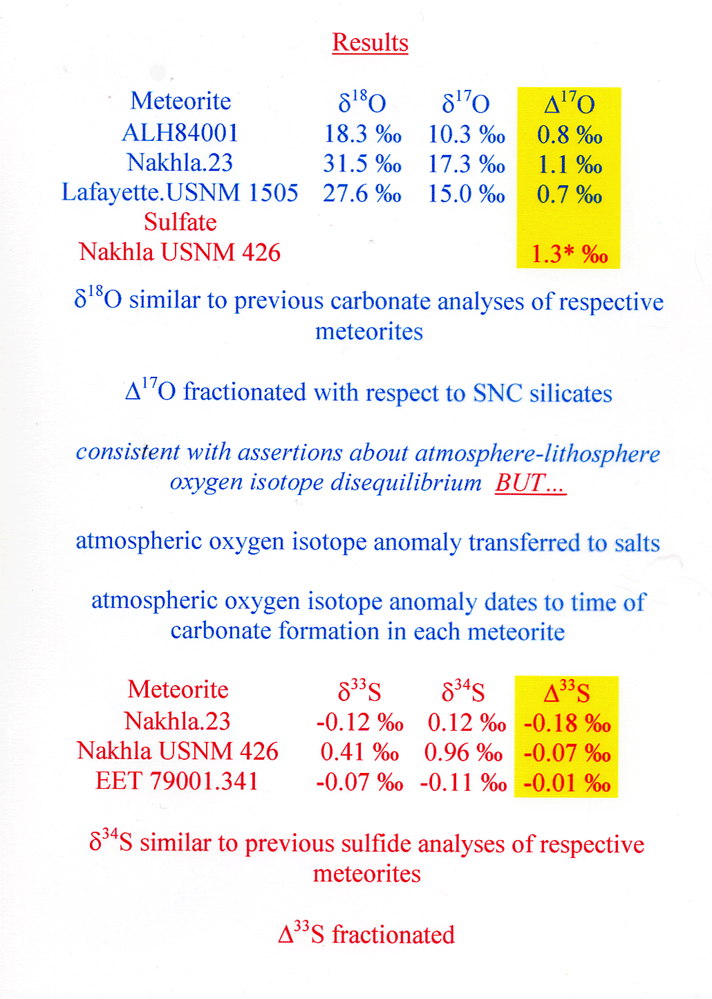 Results
Meteorite δ¹⁸O δ¹⁷O Δ¹⁷O
ALH84001 18.3 ‰ 10.3 ‰ 0.8 ‰
Nakhla.23 31.5 ‰ 17.3 ‰ 1.1 ‰
Lafayette.USNM 1505 27.6 ‰ 15.0 ‰ 0.7 ‰
Sulfate
Nakhla USNM 426 1.3* ‰
δ¹⁸O similar to previous carbonate analyses of respective
meteorites
Δ¹⁷O fractionated with respect to SNC silicates
consistent with assertions about atmosphere-lithosphere
oxygen isotope disequilibrium BUT...
atmospheric oxygen isotope anomaly transferred to salts
atmospheric oxygen isotope anomaly dates to time of
carbonate formation in each meteorite
Meteorite δ³³S δ³⁴S Δ³³S
Nakhla.23 -0.12 ‰ 0.12 ‰ -0.18 ‰
Nakhla USNM 426 0.41 ‰ 0.96 ‰ -0.07 ‰
EET 79001.341 -0.07 ‰ -0.11 ‰ -0.01 ‰
δ³⁴S similar to previous sulfide analyses of respective
meteorites
Δ³³S fractionated